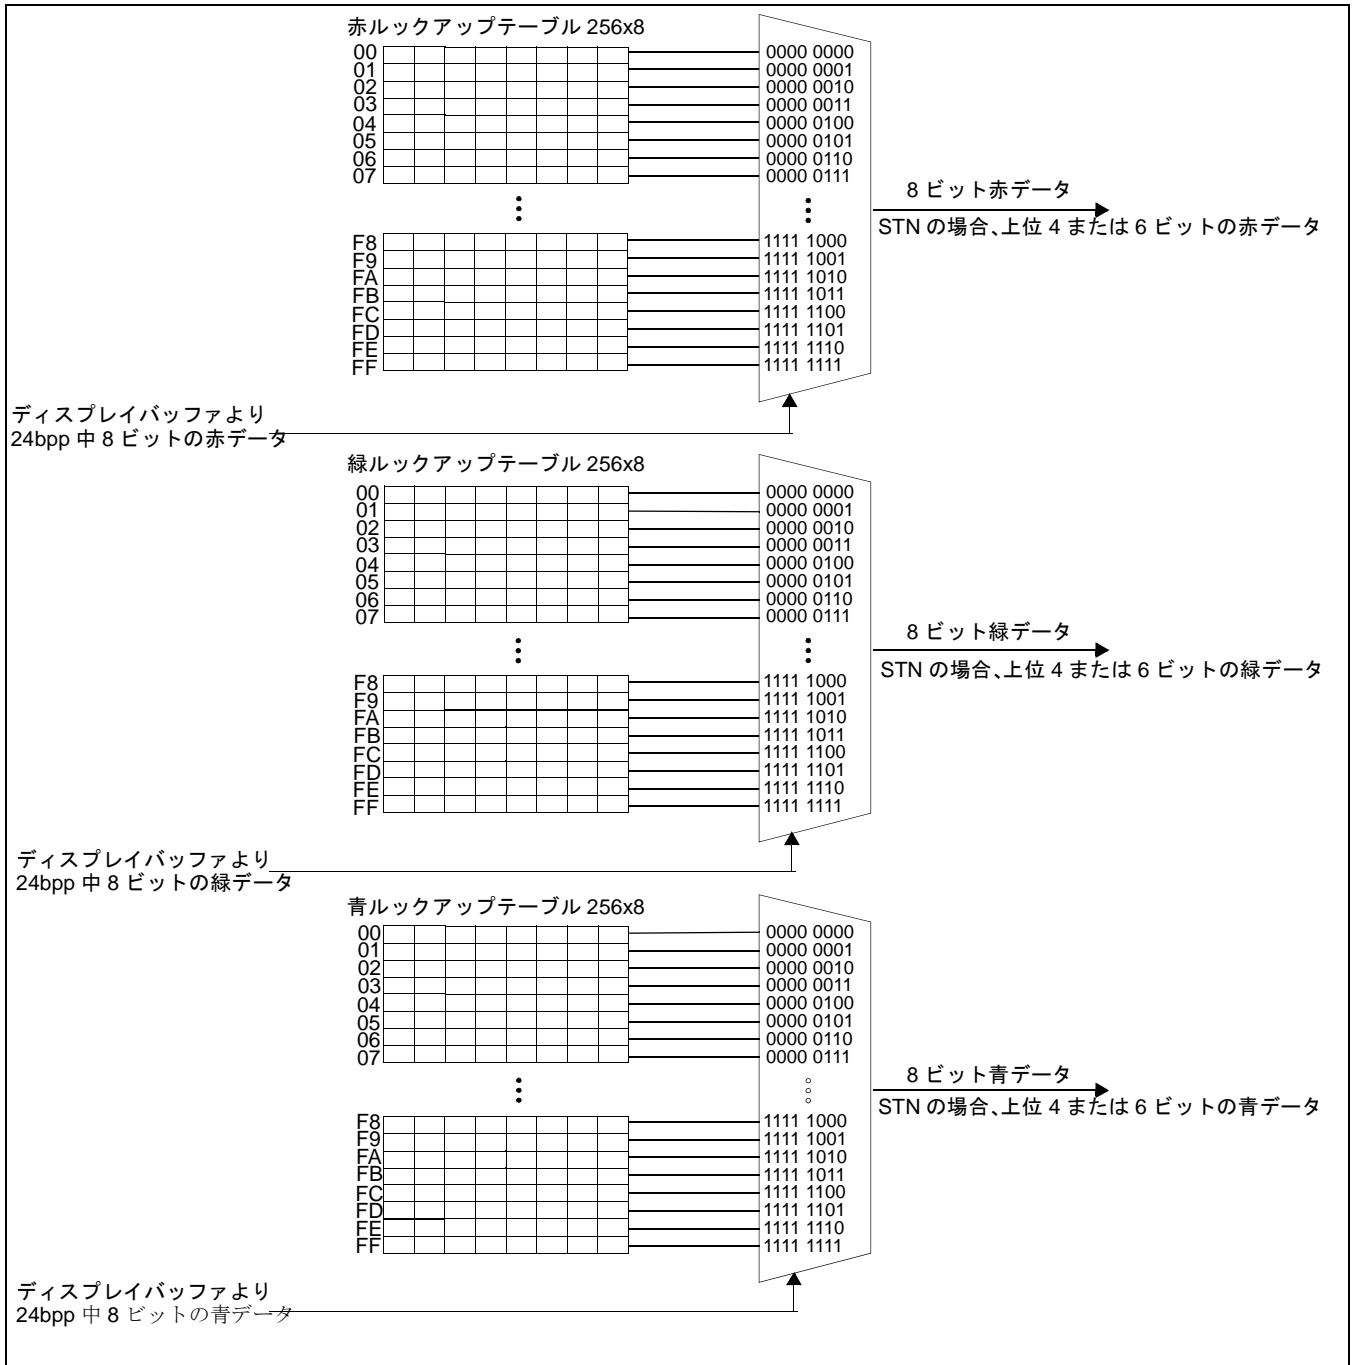 赤ルックアップテーブル 256x8
00
01
02
03
04
05
06
07
F8
F9
FA
FB
FC
FD
FE
FF
0000 0000
0000 0001
0000 0010
0000 0011
0000 0100
0000 0101
0000 0110
0000 0111
1111 1000
1111 1001
1111 1010
1111 1011
1111 1100
1111 1101
1111 1110
1111 1111
8 ビット赤データ
STN の場合、上位 4 または 6 ビットの赤データ
ディスプレイバッファより
24bpp 中 8 ビットの赤データ
緑ルックアップテーブル 256x8
00
01
02
03
04
05
06
07
F8
F9
FA
FB
FC
FD
FE
FF
0000 0000
0000 0001
0000 0010
0000 0011
0000 0100
0000 0101
0000 0110
0000 0111
1111 1000
1111 1001
1111 1010
1111 1011
1111 1100
1111 1101
1111 1110
1111 1111
8 ビット緑データ
STN の場合、上位 4 または 6 ビットの緑データ
ディスプレイバッファより
24bpp 中 8 ビットの緑データ
青ルックアップテーブル 256x8
00
01
02
03
04
05
06
07
F8
F9
FA
FB
FC
FD
FE
FF
0000 0000
0000 0001
0000 0010
0000 0011
0000 0100
0000 0101
0000 0110
0000 0111
1111 1000
1111 1001
1111 1010
1111 1011
1111 1100
1111 1101
1111 1110
1111 1111
8 ビット青データ
STN の場合、上位 4 または 6 ビットの青データ
ディスプレイバッファより
24bpp 中 8 ビットの青データ